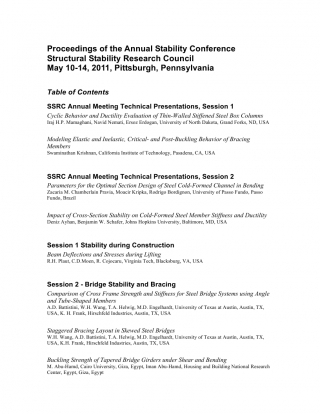 Proceedings of the Annual Stability Conference
Structural Stability Research Council
May 10-14, 2011, Pittsburgh, Pennsylvania
Table of Contents
SSRC Annual Meeting Technical Presentations, Session 1
Cyclic Behavior and Ductility Evaluation of Thin-Walled Stiffened Steel Box Columns
Iraj H.P. Mamaghani, Navid Nemati, Eroze Erdogan, University of North Dakota, Grand Forks, ND, USA
Modeling Elastic and Inelastic, Critical- and Post-Buckling Behavior of Bracing
Members
Swaminathan Krishnan, California Institute of Technology, Pasadena, CA, USA
SSRC Annual Meeting Technical Presentations, Session 2
Parameters for the Optimal Section Design of Steel Cold-Formed Channel in Bending
Zacaria M. Chamberlain Pravia, Moacir Kripka, Rodrigo Bordignon, University of Passo Fundo, Passo
Fundo, Brazil
Impact of Cross-Section Stability on Cold-Formed Steel Member Stiffness and Ductility
Deniz Ayhan, Benjamin W. Schafer, Johns Hopkins University, Baltimore, MD, USA
Session 1 Stability during Construction
Beam Deflections and Stresses during Lifting
R.H. Plaut, C.D.Moen, R. Cojocaru, Virginia Tech, Blacksburg, VA, USA
Session 2 - Bridge Stability and Bracing
Comparison of Cross Frame Strength and Stiffness for Steel Bridge Systems using Angle
and Tube-Shaped Members
A.D. Battistini, W.H. Wang, T.A. Helwig, M.D. Engelhardt, University of Texas at Austin, Austin, TX,
USA, K. H. Frank, Hirschfeld Industries, Austin, TX, USA
Staggered Bracing Layout in Skewed Steel Bridges
W.H. Wang, A.D. Battistini, T.A. Helwig, M.D. Engelhardt, University of Texas at Austin, Austin, TX,
USA, K.H. Frank, Hirschfeld Industries, Austin, TX, USA
Buckling Strength of Tapered Bridge Girders under Shear and Bending
M. Abu-Hamd, Cairo University, Giza, Egypt, Iman Abu Hamd, Housing and Building National Research
Center, Egypt, Giza, Egypt